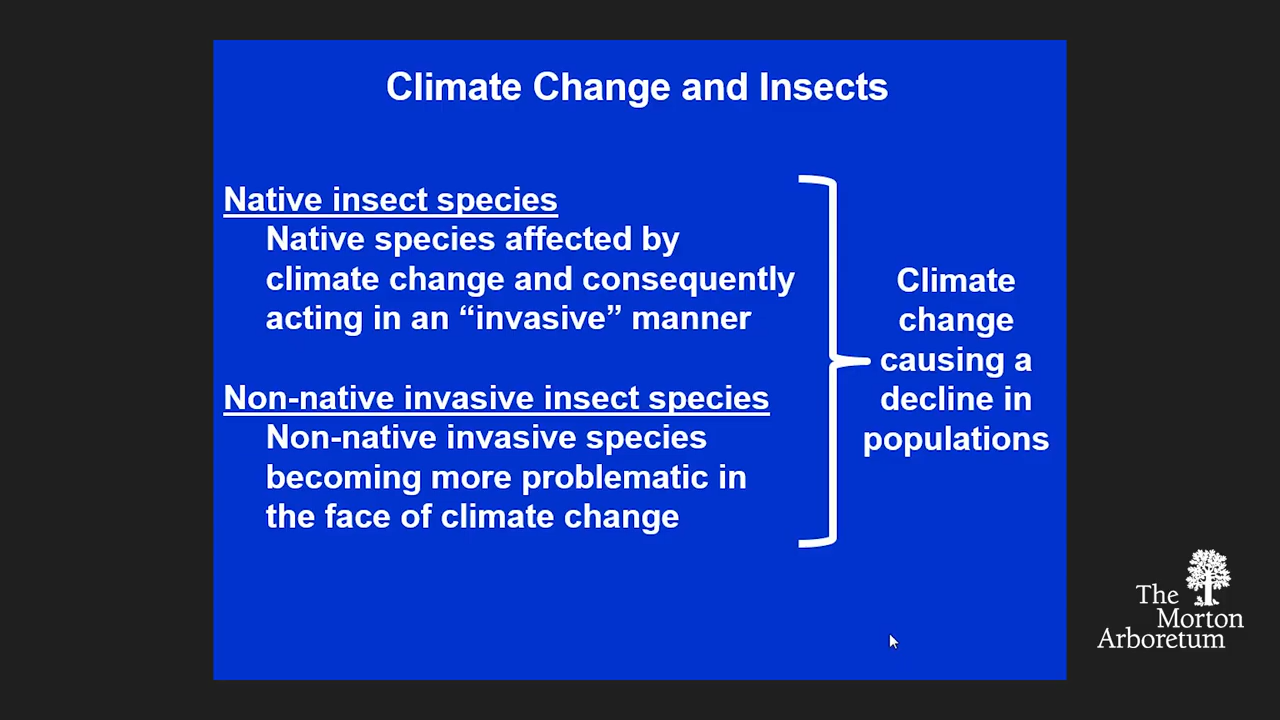 Climate Change and Insects
Native insect species
Native species affected by
climate change and consequently
acting in an “invasive” manner
Non-native invasive insect species
Non-native invasive species
becoming more problematic in
the face of climate change
Climate
change
causing a
decline in
populations
The
Morton
Arboretum